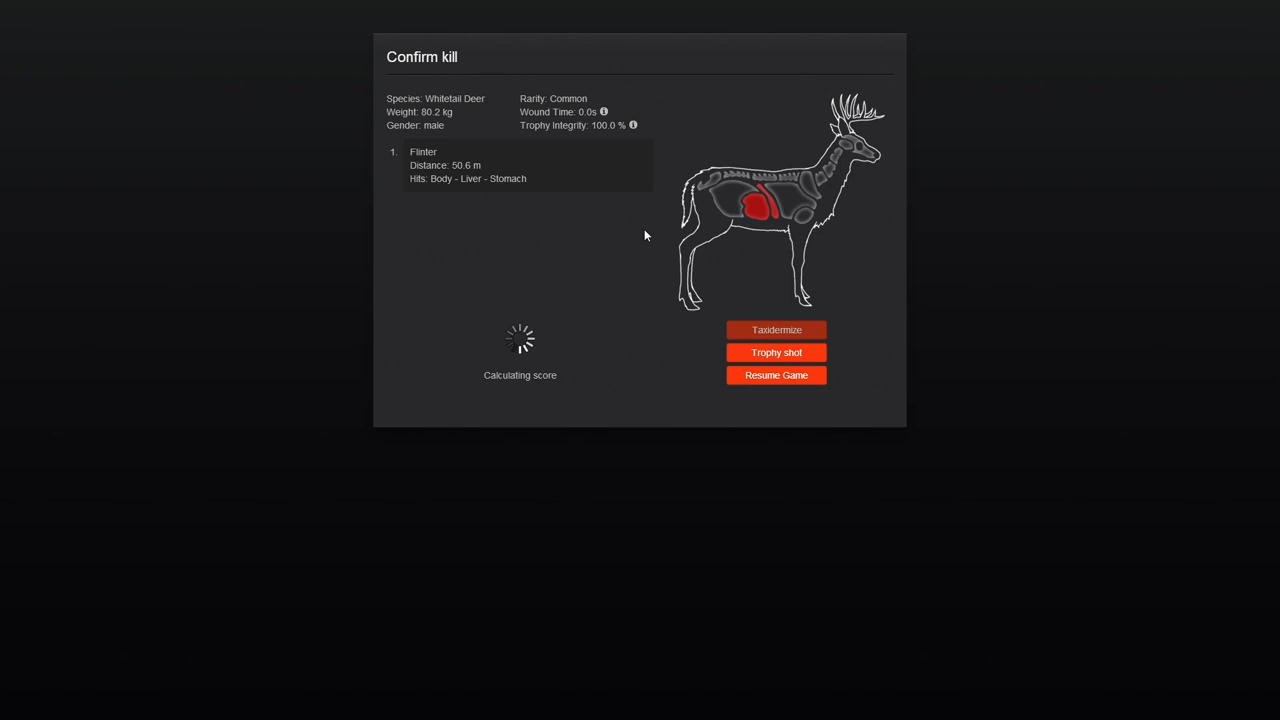 Confirm kill
Species: Whitetail Deer
Weight: 80.2 kg
Gender: male
Rarity: Common
Wound Time: 0.0s
Trophy Integrity: 100.0 %
1.
Flinter
Distance: 50.6 m
Hits: Body - Liver - Stomach
Calculating score
Taxidermize
Trophy shot
Resume Game